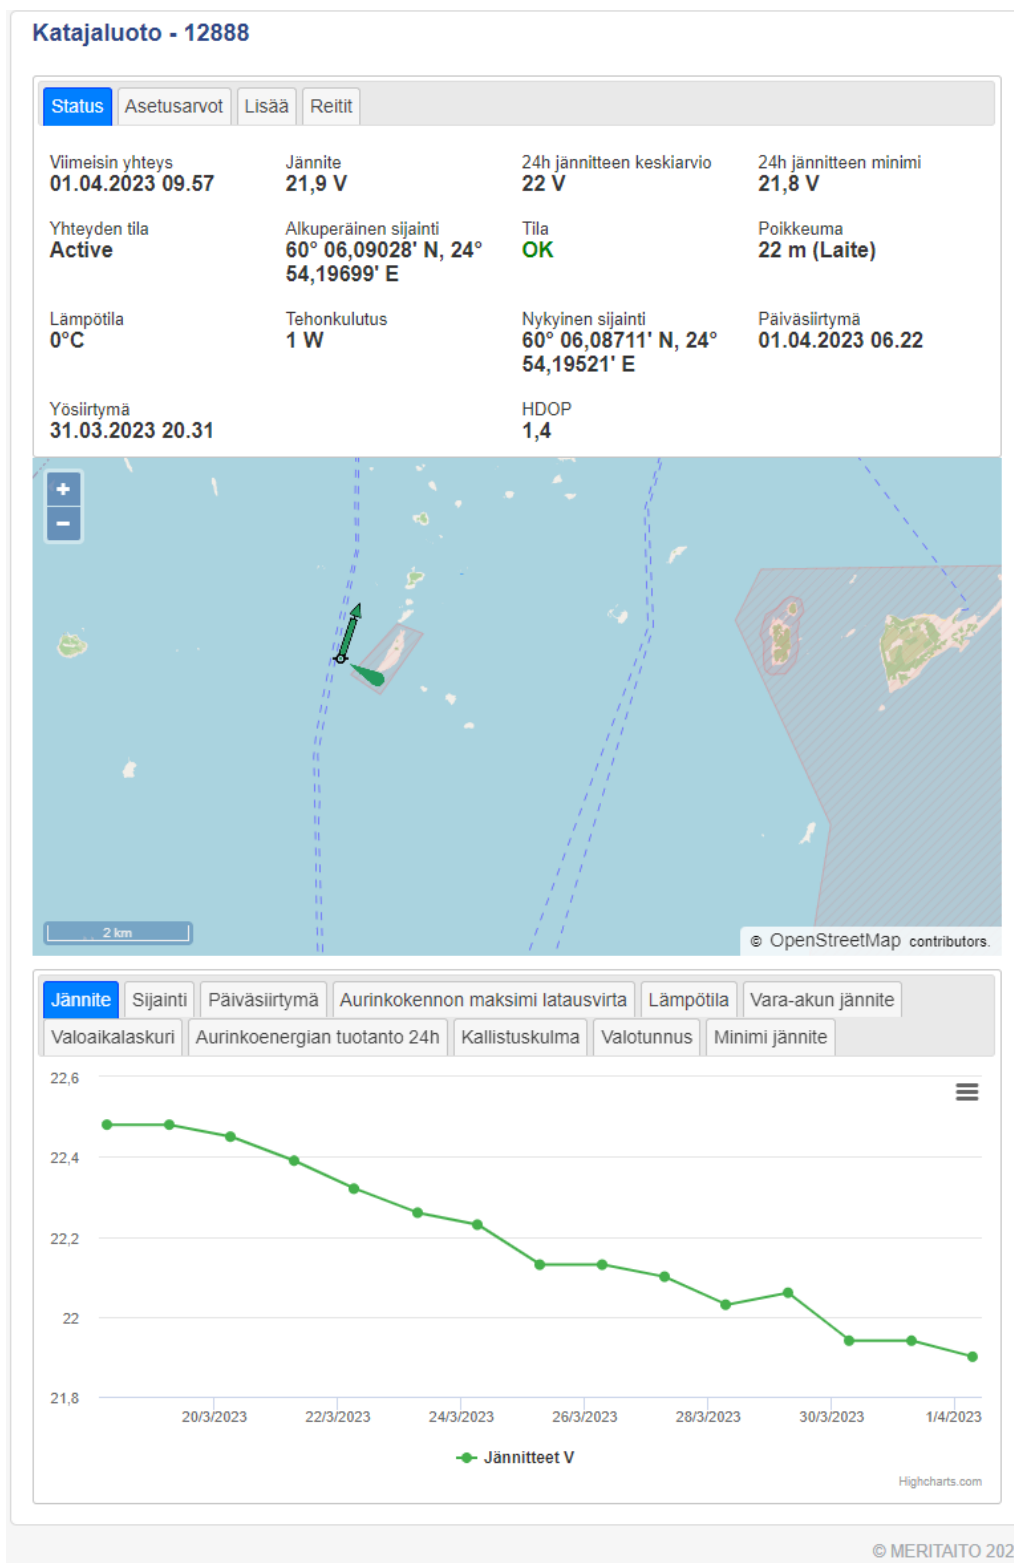 Katajaluoto - 12888
Status Asetusarvot Lisää Reitit
Viimeisin yhteys
01.04.2023 09.57
Jännite
21,9 V
24h jännitteen keskiarvio
22 V
24h jännitteen minimi
21,8 V
Yhteyden tila
Active
Alkuperäinen sijainti
60° 06,09028' N, 24°
54,19699' E
Tila
OK
Poikkeuma
22 m (Laite)
Lämpötila
0°C
Tehonkulutus
1 W
Nykyinen sijainti
60° 06,08711' N, 24°
54,19521' E
Päiväsiirtymä
01.04.2023 06.22
Yösiirtymä
31.03.2023 20.31
HDOP
1,4
+
−
2 km
© OpenStreetMap contributors.
Jännite Sijainti Päiväsiirtymä Aurinkokennon maksimi latausvirta Lämpötila Vara-akun jännite
Valoaikalaskuri Aurinkoenergian tuotanto 24h Kallistuskulma Valotunnus Minimi jännite
22,6
22,4
22,2
22
21,8
20/3/2023 22/3/2023 24/3/2023 26/3/2023 28/3/2023 30/3/2023 1/4/2023
Jännitteet V
Highcharts.com
© MERITAITO 202